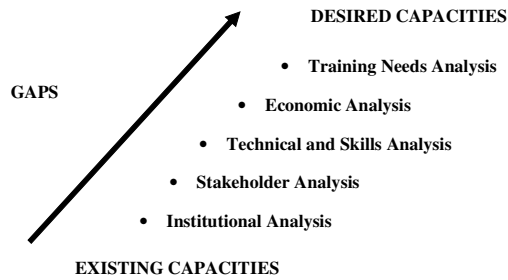 DESIRED CAPACITIES
• Training Needs Analysis
GAPS
• Economic Analysis
• Technical and Skills Analysis
• Stakeholder Analysis
• Institutional Analysis
EXISTING CAPACITIES